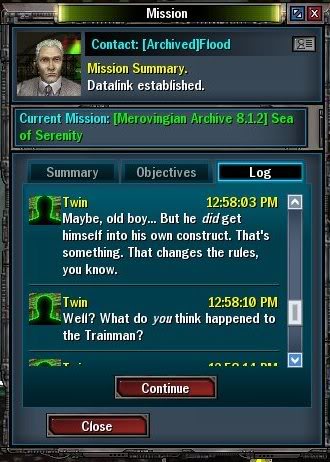 Mission
Contact: [Archived]Flood
Mission Summary.
Datalink established.
Current Mission: [Merovingian Archive 8.1.2] Sea
of Serenity
Summary Objectives Log
Twin 12:58:03 PM
Maybe, old boy... But he did get
himself into his own construct. That's
something. That changes the rules,
you know.
Twin 12:58:10 PM
Well? What do you think happened to
the Trainman?
Continue
Close